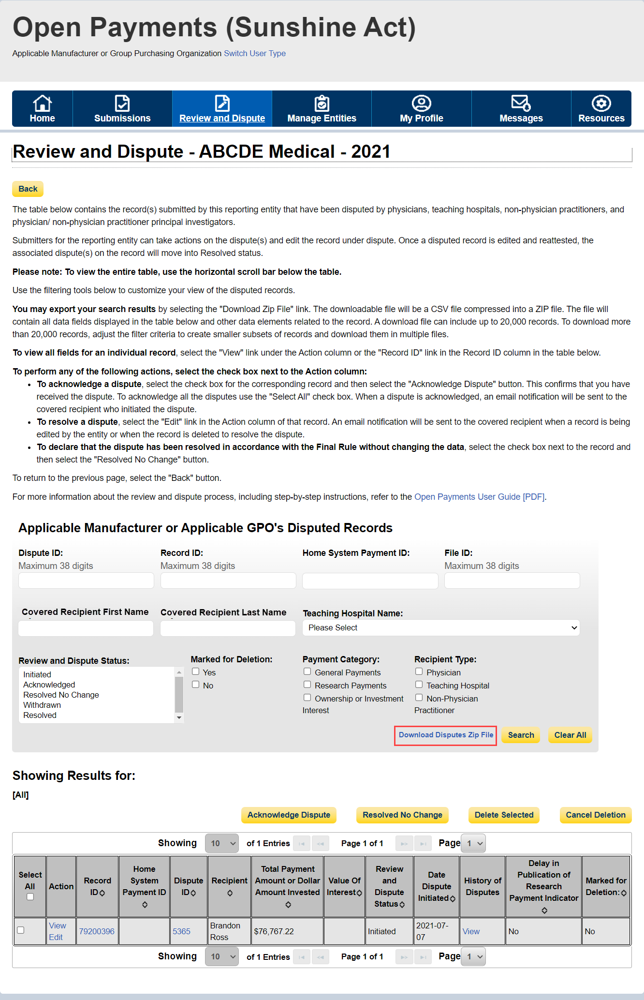 Open Payments (Sunshine Act)
Applicable Manufacturer or Group Purchasing Organization Switch User Type
Home Submissions Review and Dispute Manage Entities My Profile Messages Resources
Review and Dispute - ABCDE Medical - 2021
Back
The table below contains the record(s) submitted by this reporting entity that have been disputed by physicians, teaching hospitals, non-physician practitioners, and
physician/ non-physician practitioner principal investigators.
Submitters for the reporting entity can take actions on the dispute(s) and edit the record under dispute. Once a disputed record is edited and reattested, the
associated dispute(s) on the record will move into Resolved status.
Please note: To view the entire table, use the horizontal scroll bar below the table.
Use the filtering tools below to customize your view of the disputed records.
You may export your search results by selecting the "Download Zip File" link. The downloadable file will be a CSV file compressed into a ZIP file. The file will
contain all data fields displayed in the table below and other data elements related to the record. A download file can include up to 20,000 records. To download more
than 20,000 records, adjust the filter criteria to create smaller subsets of records and download them in multiple files.
To view all fields for an individual record, select the "View" link under the Action column or the "Record ID" link in the Record ID column in the table below.
To perform any of the following actions, select the check box next to the Action column:
• To acknowledge a dispute, select the check box for the corresponding record and then select the "Acknowledge Dispute" button. This confirms that you have
received the dispute. To acknowledge all the disputes use the "Select All" check box. When a dispute is acknowledged, an email notification will be sent to the
covered recipient who initiated the dispute.
• To resolve a dispute, select the "Edit" link in the Action column of that record. An email notification will be sent to the covered recipient when a record is being
edited by the entity or when the record is deleted to resolve the dispute.
• To declare that the dispute has been resolved in accordance with the Final Rule without changing the data, select the check box next to the record and
then select the "Resolved No Change" button.
To return to the previous page, select the "Back" button.
For more information about the review and dispute process, including step-by-step instructions, refer to the Open Payments User Guide [PDF].
Applicable Manufacturer or Applicable GPO's Disputed Records
Dispute ID: Record ID: Home System Payment ID: File ID:
Maximum 38 digits Maximum 38 digits Maximum 38 digits
Covered Recipient First Name Covered Recipient Last Name Teaching Hospital Name:
Please Select
Review and Dispute Status: Marked for Deletion: Payment Category: Recipient Type:
Initiated Yes General Payments Physician
Acknowledged No Research Payments Teaching Hospital
Resolved No Change Ownership or Investment Non-Physician
Withdrawn Interest Practitioner
Resolved
Download Disputes Zip File Search Clear All
Showing Results for:
[All]
Acknowledge Dispute Resolved No Change Delete Selected Cancel Deletion
Showing 10 of 1 Entries Page 1 of 1 Page 1
Select All
Action
Record ID
Home System Payment ID
Dispute ID
Recipient
Total Payment Amount or Dollar Amount Invested
Value Of Interest
Review and Dispute Status
Date Dispute Initiated
History of Disputes
Delay in Publication of Research Payment Indicator
Marked for Deletion:
View
Edit
79200396
5365
Brandon Ross
$76,767.22
Initiated
2021-07-07
View
No
No
Showing 10 of 1 Entries Page 1 of 1 Page 1